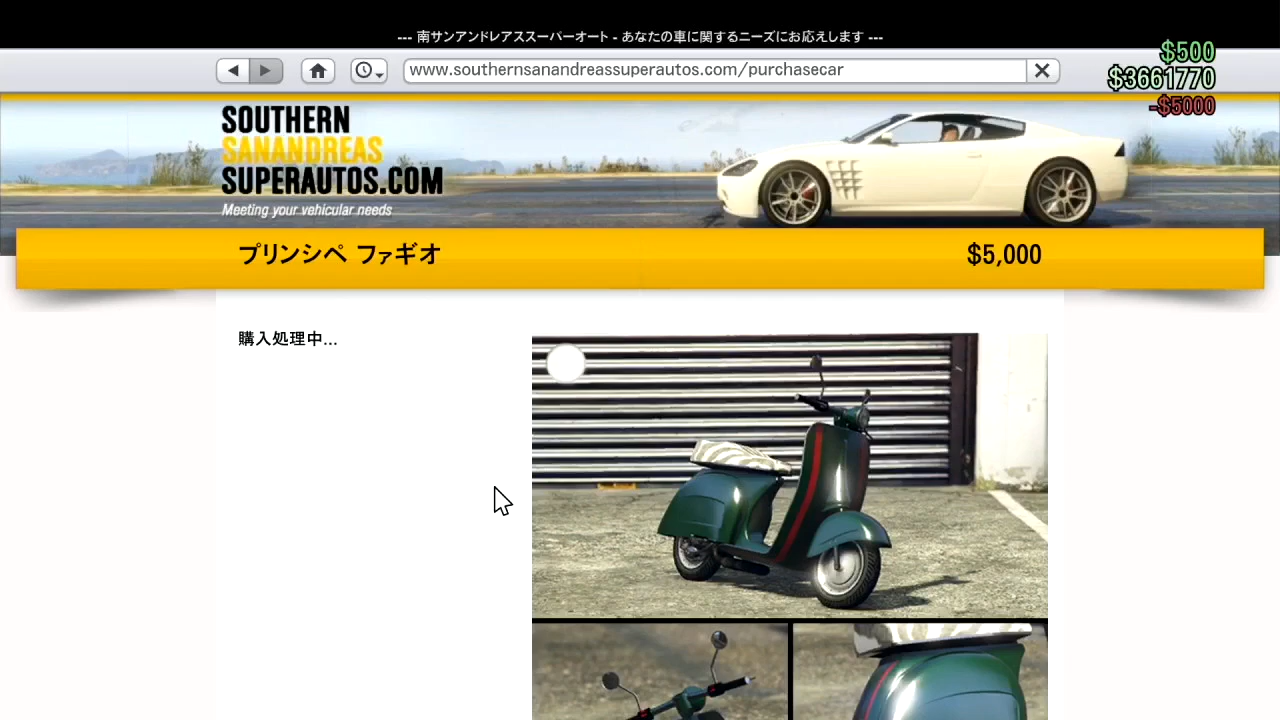 --- 南サンアンドレアススーパーオート - あなたの車に関するニーズにお応えします ---
$500
www.southernsanandreassuperautos.com/purchasecar
$3661770
-$5000
SOUTHERN
SANANDREAS
SUPERAUTOS.COM
Meeting your vehicular needs
プリンシペ ファギオ
$5,000
購入処理中...